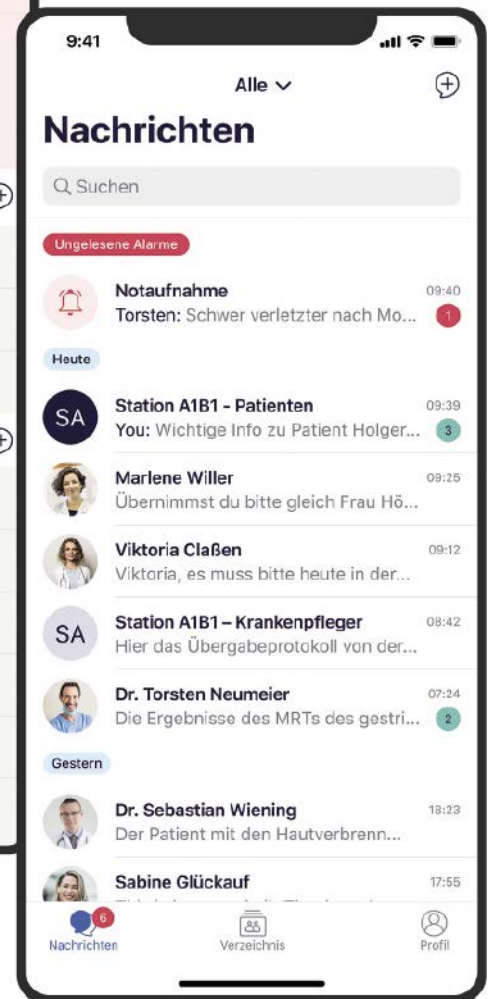 9:41
Alle
Nachrichten
Suchen
Ungelesene Alarme
Notaufnahme 09:40
Torsten: Schwer verletzter nach Mo... 1
Heute
SA
Station A1B1 - Patienten 09:39
You: Wichtige Info zu Patient Holger... 3
Marlene Willer 09:25
Übernimmst du bitte gleich Frau Hö...
Viktoria Claßen 09:12
Viktoria, es muss bitte heute in der...
SA
Station A1B1 – Krankenpfleger 08:42
Hier das Übergabeprotokoll von der...
Dr. Torsten Neumeier 07:24
Die Ergebnisse des MRTs des gestri... 2
Gestern
Dr. Sebastian Wiening 18:23
Der Patient mit den Hautverbrenn...
Sabine Glückauf 17:55
6
Nachrichten Verzeichnis Profil